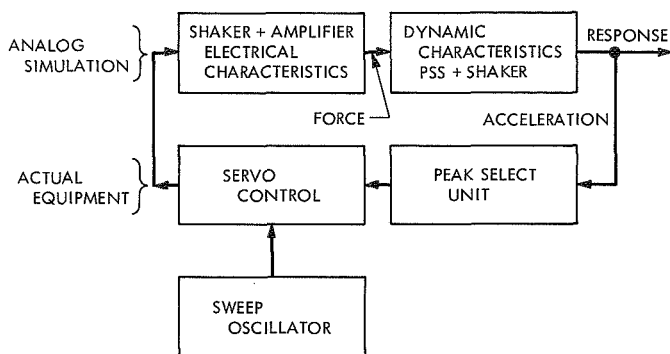 ANALOG
SIMULATION
SHAKER + AMPLIFIER
ELECTRICAL
CHARACTERISTICS
DYNAMIC
CHARACTERISTICS
PSS + SHAKER
RESPONSE
FORCE
ACCELERATION
ACTUAL
EQUIPMENT
SERVO
CONTROL
PEAK SELECT
UNIT
SWEEP
OSCILLATOR